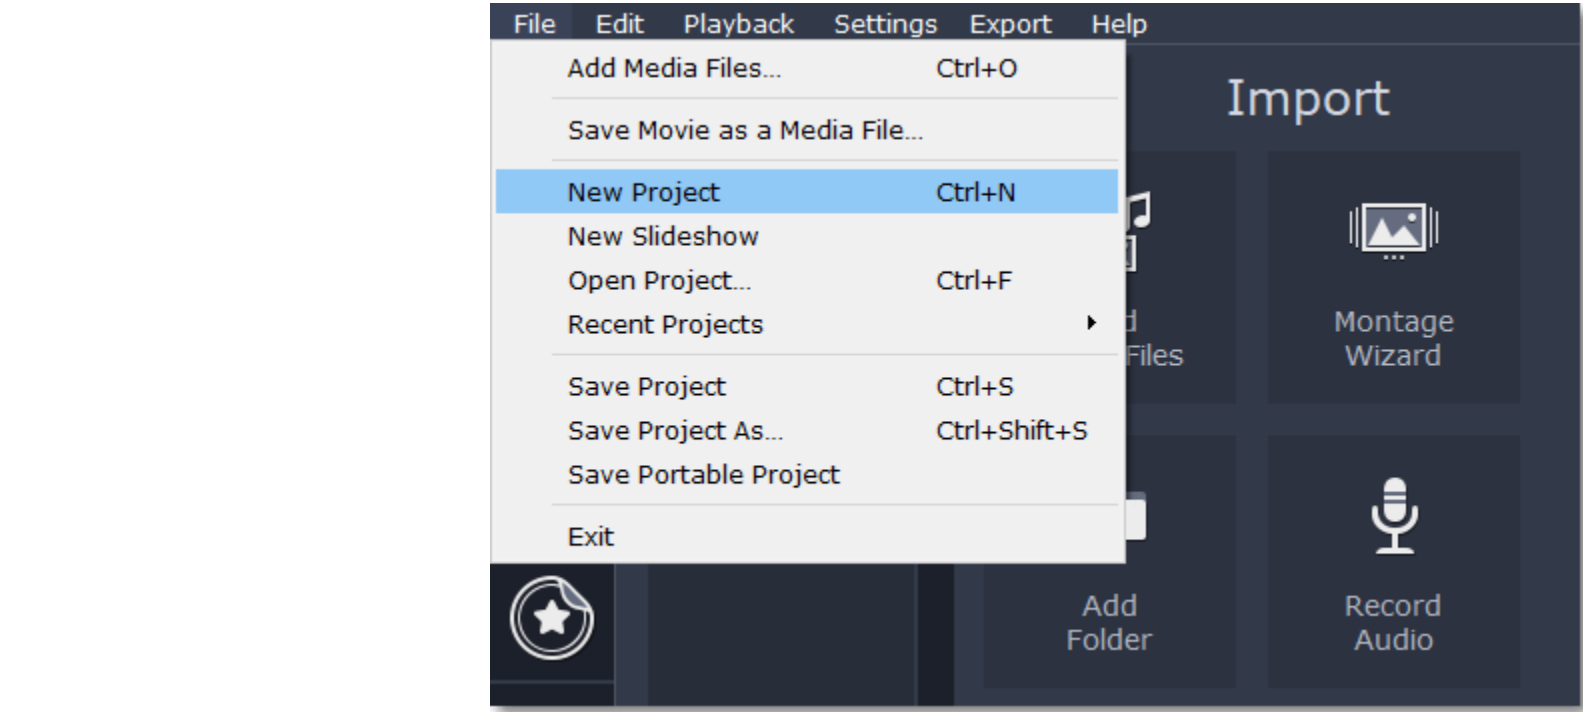 File Edit Playback Settings Export Help
Add Media Files... Ctrl+O
Save Movie as a Media File...
New Project Ctrl+N
New Slideshow
Open Project... Ctrl+F
Recent Projects
Save Project Ctrl+S
Save Project As... Ctrl+Shift+S
Save Portable Project
Exit
Import
Files
Montage
Wizard
Add
Folder
Record
Audio